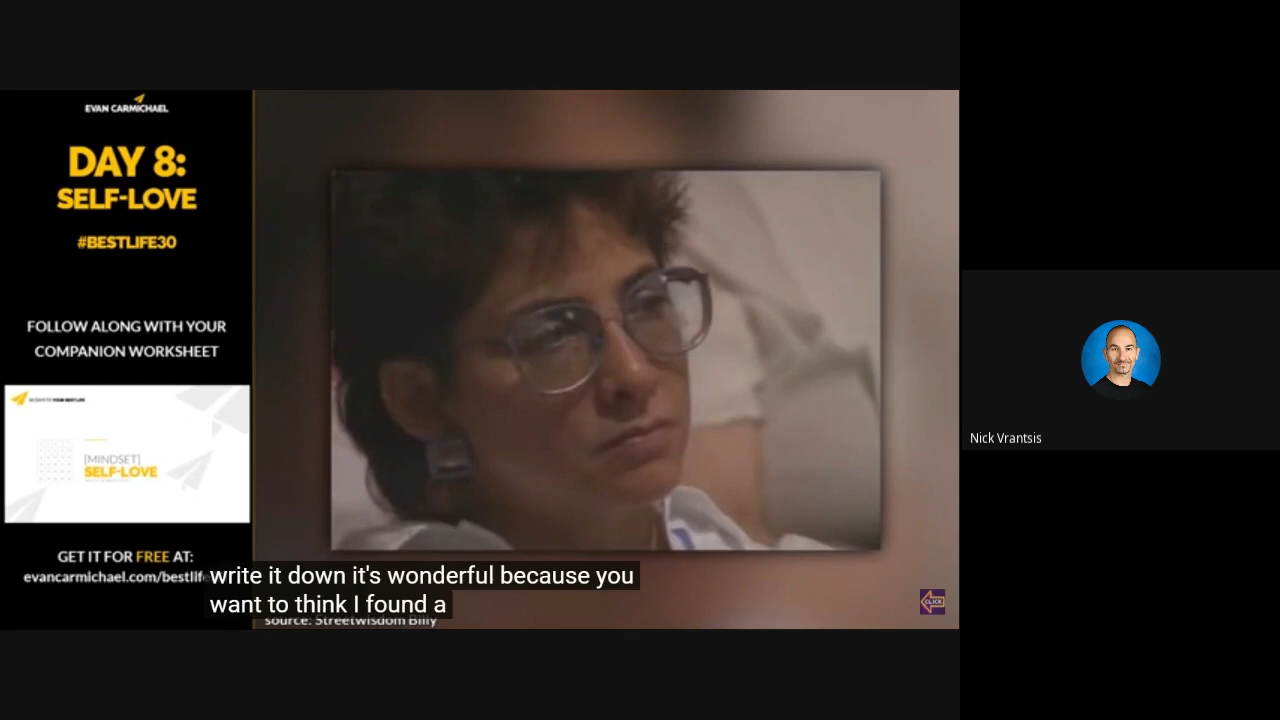 EVAN CARMICHAEL
DAY 8:
SELF-LOVE
#BESTLIFE30
FOLLOW ALONG WITH YOUR
COMPANION WORKSHEET
[MINDSET]
SELF-LOVE
GET IT FOR FREE AT:
evancarmichael.com/bestlife
write it down it's wonderful because you
want to think I found a
source: Streetwisdom Billy
CLICK
Nick Vrantsis